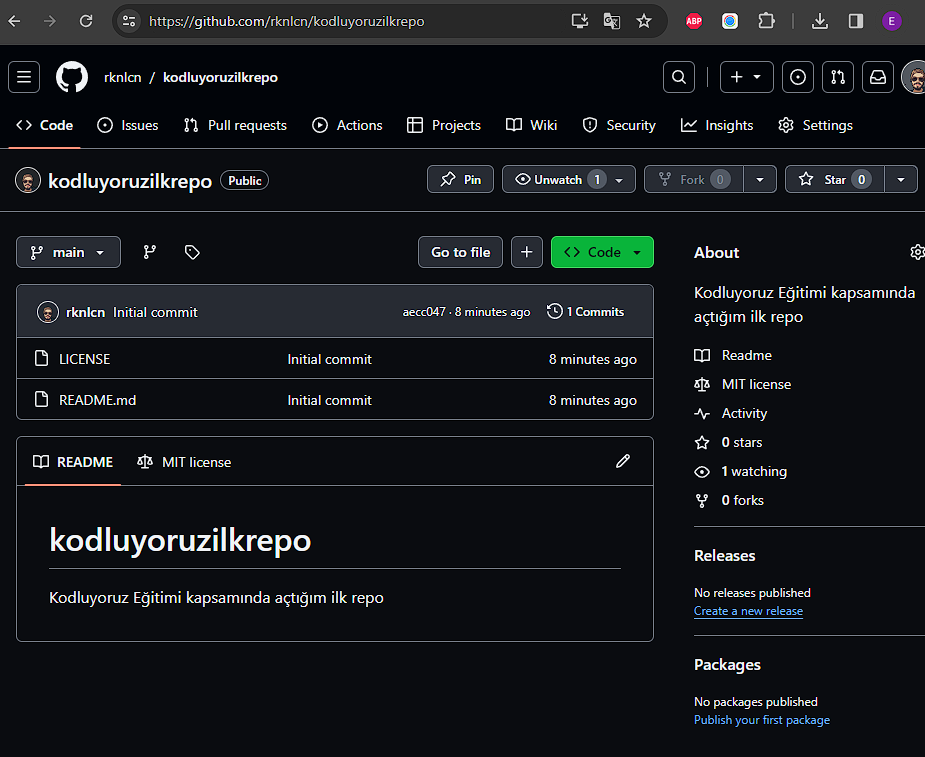 https://github.com/rknlcn/kodluyoruzilkrepo
ABP
E
rknlcn / kodluyoruzilkrepo
Code Issues Pull requests Actions Projects Wiki Security Insights Settings
kodluyoruzilkrepo Public
Pin Unwatch 1 Fork 0 Star 0
main Go to file Code
rknlcn Initial commit aecc047 · 8 minutes ago 1 Commits
LICENSE Initial commit 8 minutes ago
README.md Initial commit 8 minutes ago
README MIT license
kodluyoruzilkrepo
Kodluyoruz Eğitimi kapsamında açtığım ilk repo
About
Kodluyoruz Eğitimi kapsamında
açtığım ilk repo
Readme
MIT license
Activity
0 stars
1 watching
0 forks
Releases
No releases published
Create a new release
Packages
No packages published
Publish your first package